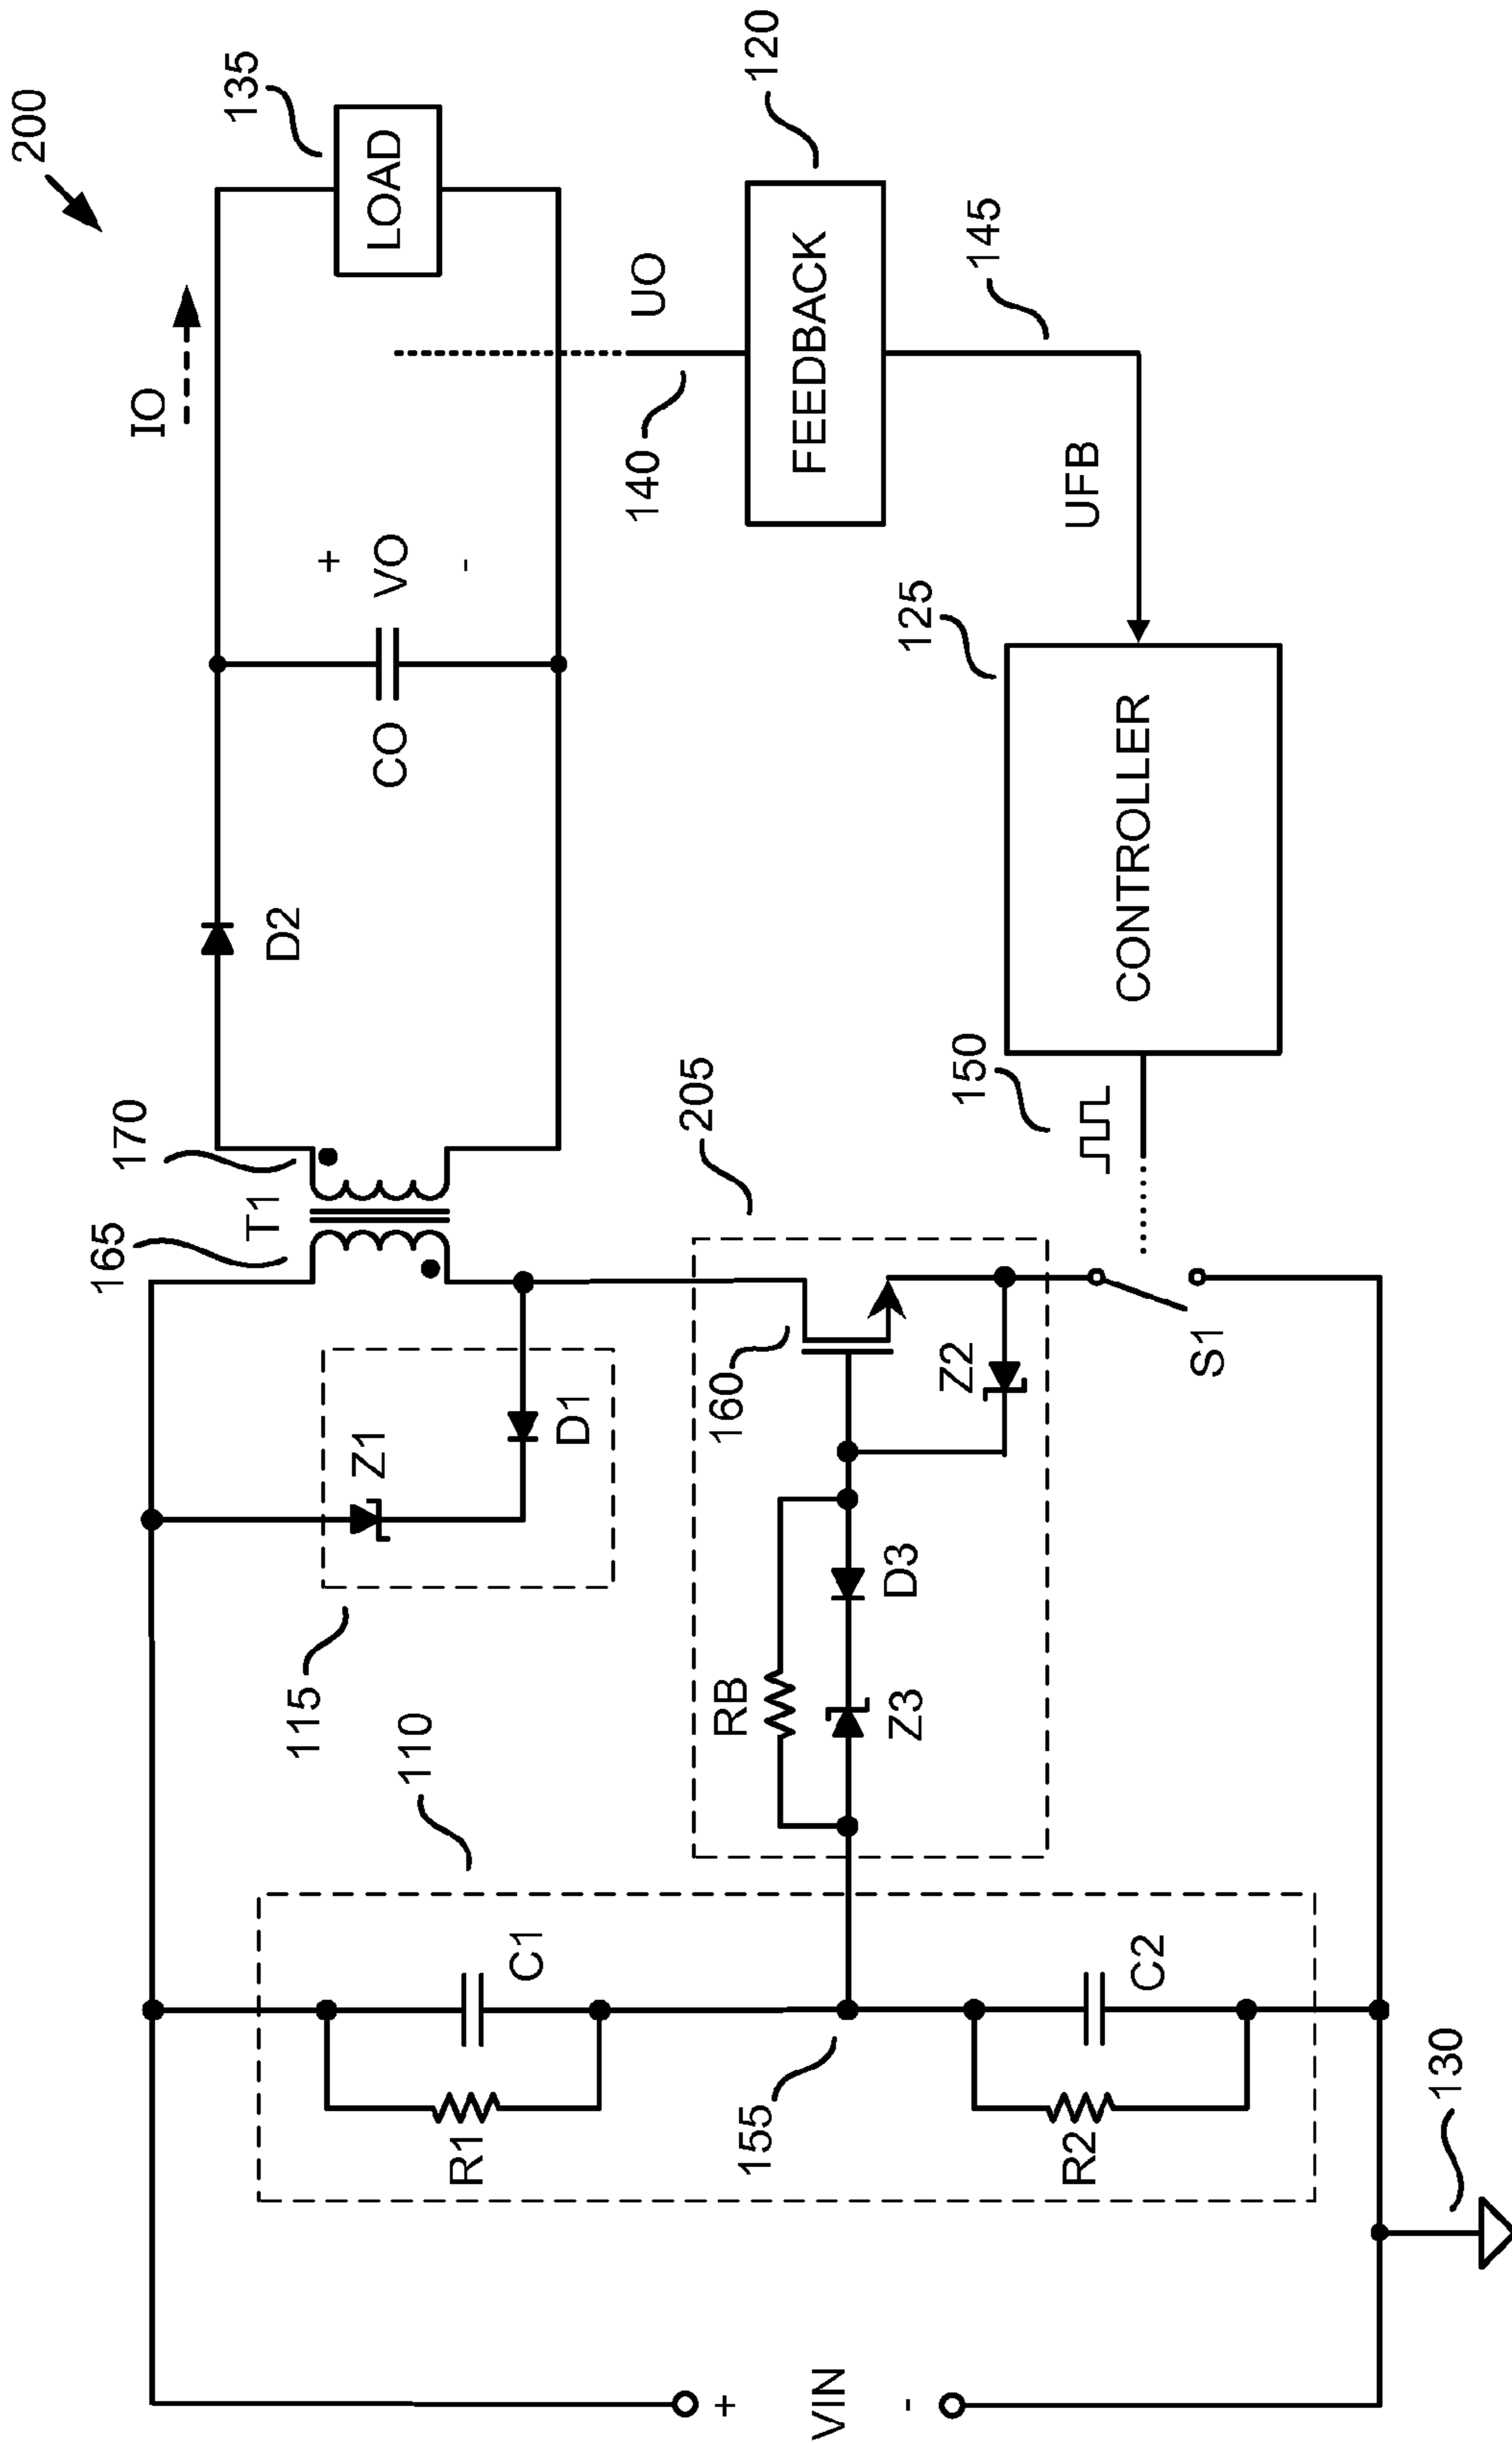 200
IO
135
LOAD
170
T1
165
D2
+
VO
-
CO
UO
140
120
FEEDBACK
145
UFB
125
CONTROLLER
150
205
160
Z2
S1
115
Z1
D1
RB
D3
Z3
110
C1
R1
155
C2
R2
130
+
VIN
-